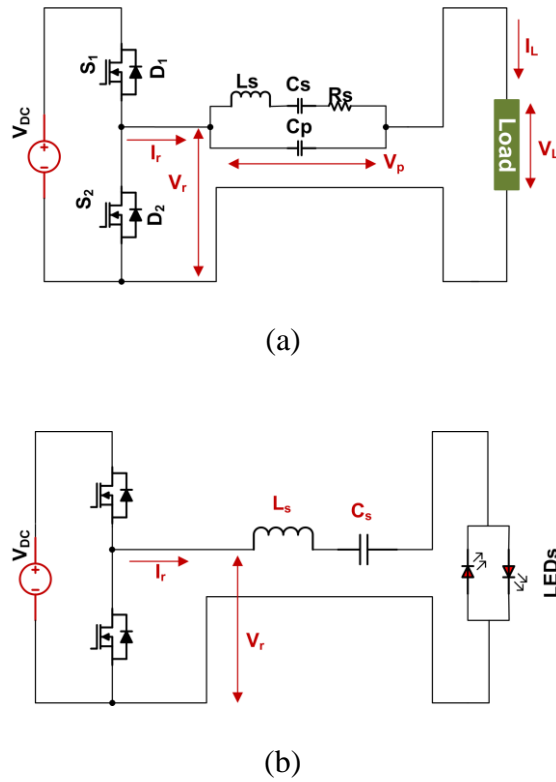 S1
D1
Ls
Cs
Rs
Cp
IL
VDC
Ir
Vr
Vp
Load
VL
S2
D2
(a)
Ls
Cs
VDC
Ir
Vr
LEDs
(b)